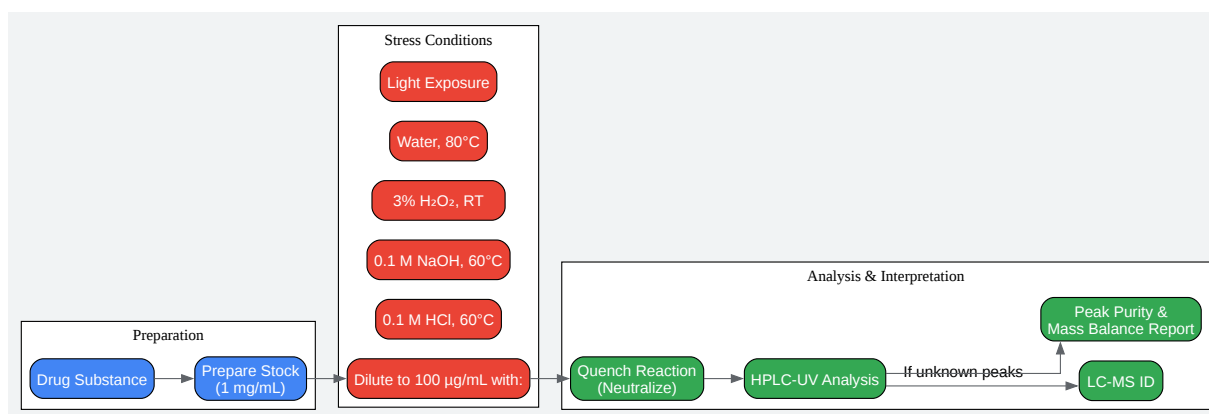 Stress Conditions
Light Exposure
Water, 80°C
3% H₂O₂, RT
0.1 M NaOH, 60°C
0.1 M HCl, 60°C
Dilute to 100 µg/mL with:
Preparation
Drug Substance
Prepare Stock
(1 mg/mL)
Analysis & Interpretation
Quench Reaction
(Neutralize)
HPLC-UV Analysis
If unknown peaks
Peak Purity &
Mass Balance Report
LC-MS ID